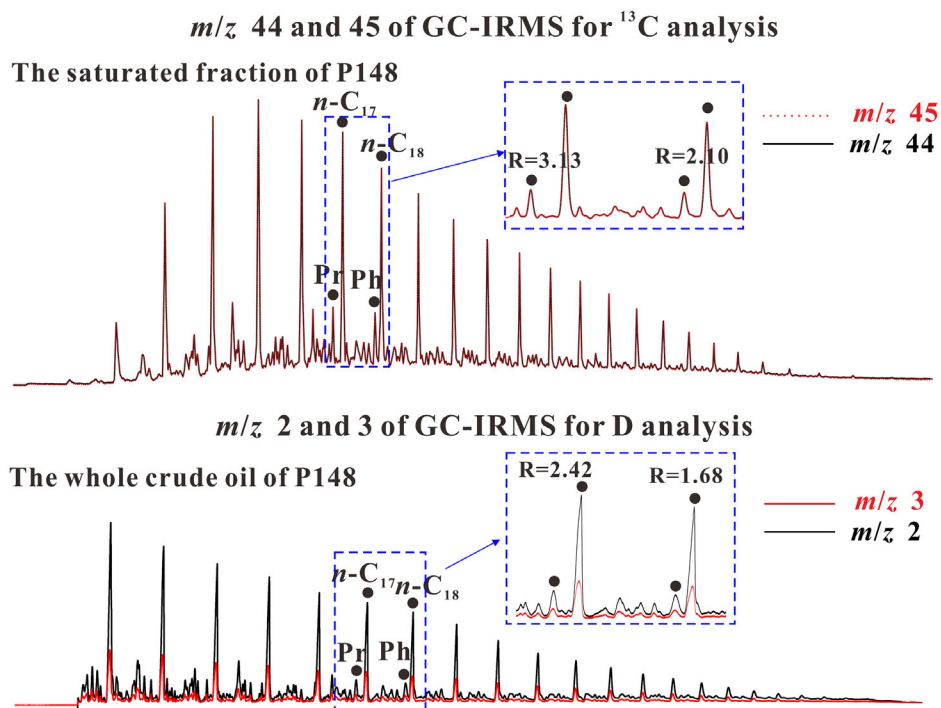 m/z 44 and 45 of GC-IRMS for ¹³C analysis
The saturated fraction of P148
n-C₁₇
n-C₁₈
Pr
Ph
R=3.13
R=2.10
m/z 45
m/z 44
m/z 2 and 3 of GC-IRMS for D analysis
The whole crude oil of P148
n-C₁₇
n-C₁₈
Pr
Ph
R=2.42
R=1.68
m/z 3
m/z 2